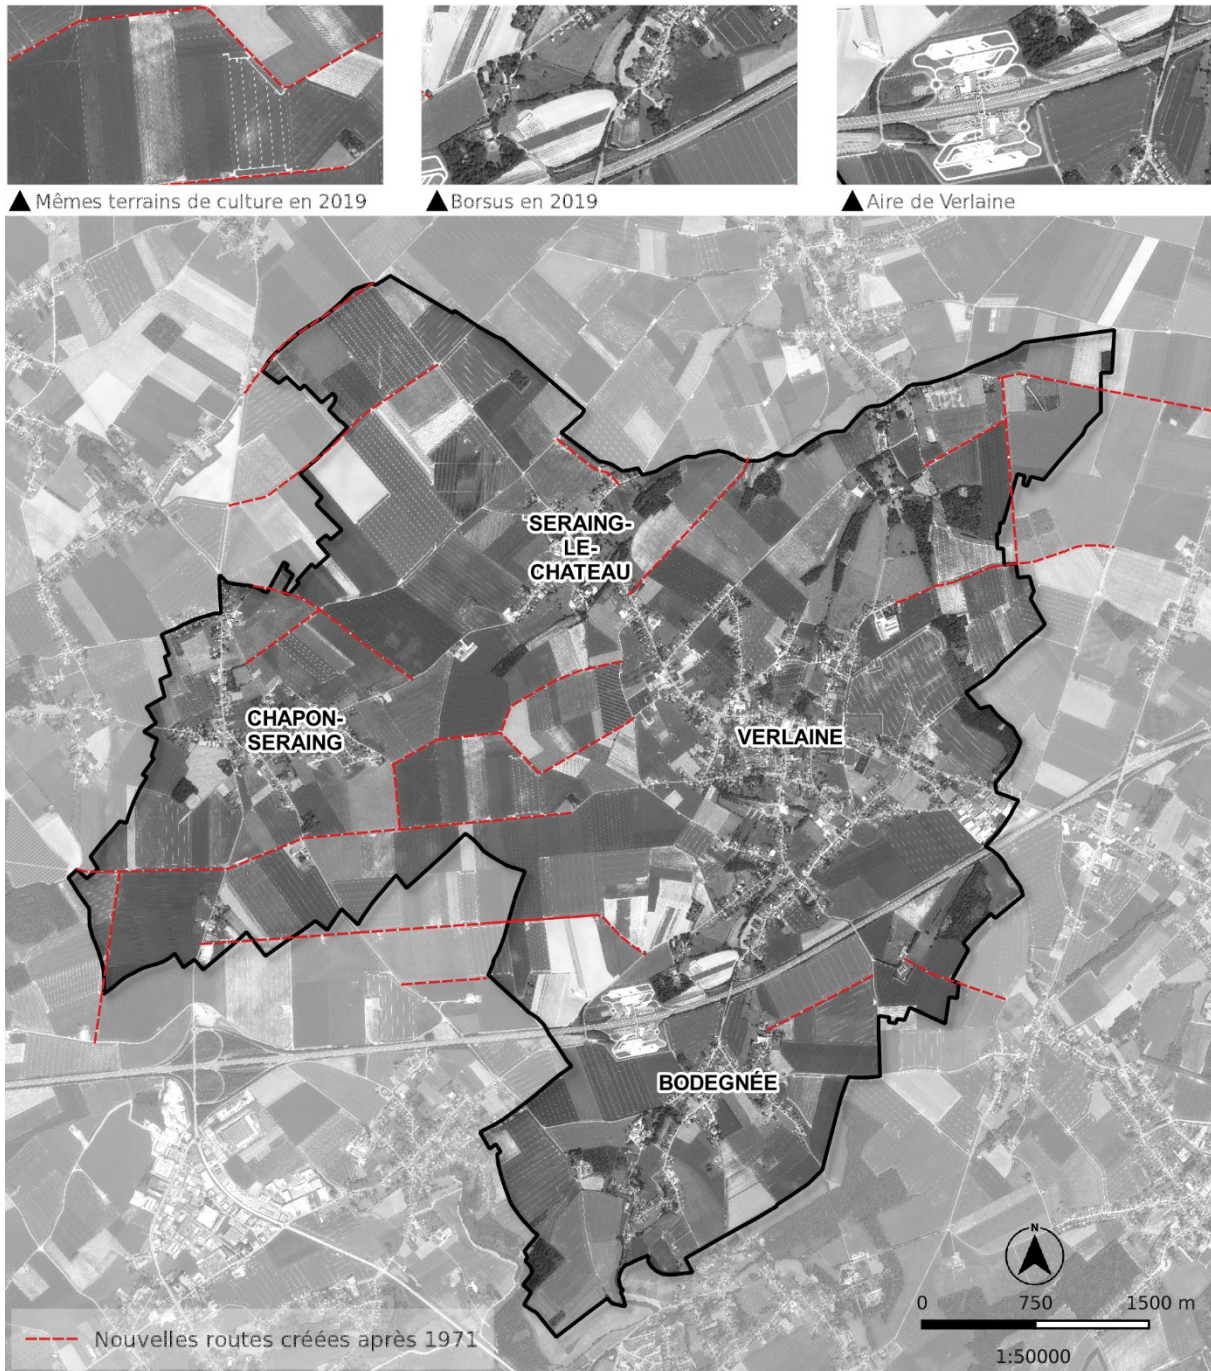 ▲ Mêmes terrains de culture en 2019
▲ Borsus en 2019
▲ Aire de Verlaine
SERAING-
LE-
CHATEAU
CHAPON-
SERAING
VERLAINE
BODEGNÉE
N
0 750 1500 m
1:50000
Nouvelles routes créées après 1971